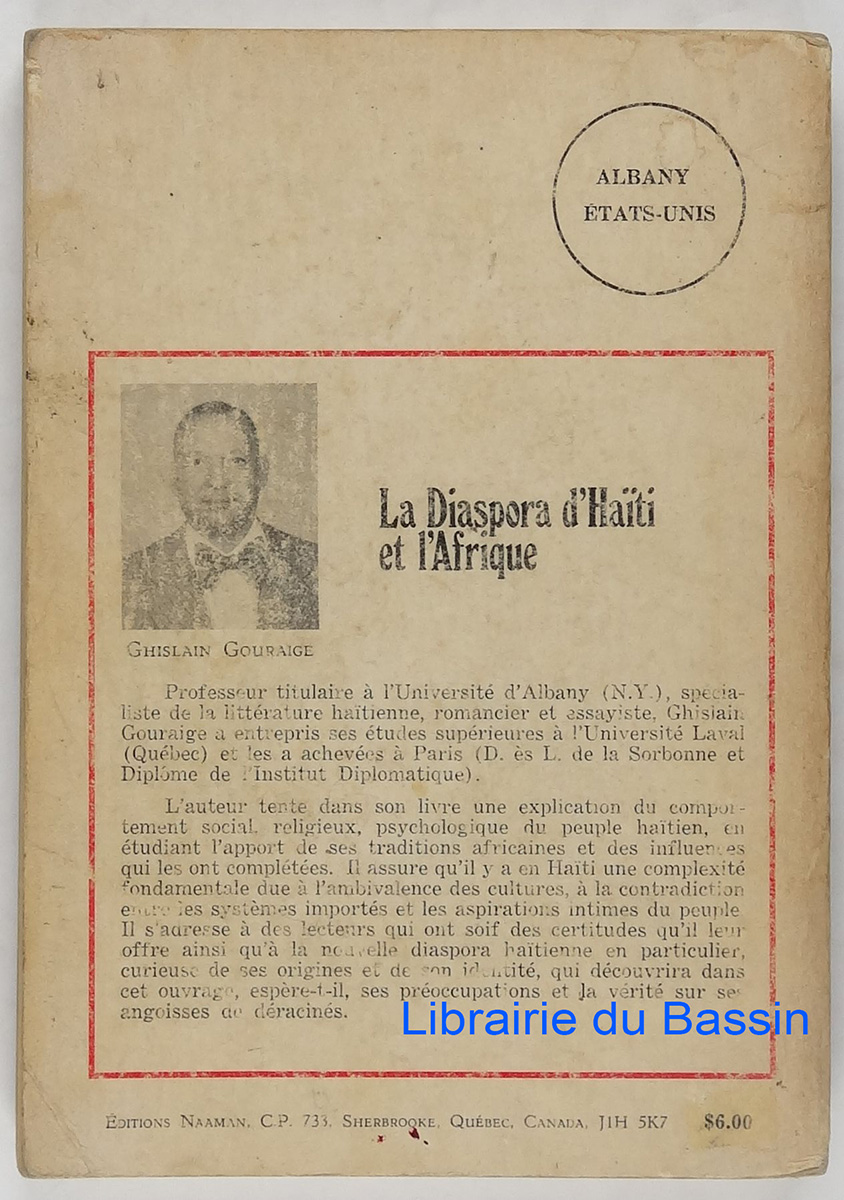 ALBANY
ÉTATS-UNIS
La Diaspora d'Haïti
et l'Afrique
GHISLAIN GOURAIGE
Professeur titulaire à l'Université d'Albany (N.Y.), spécia-
liste de la littérature haïtienne, romancier et essayiste, Ghislain
Gouraige a entrepris ses études supérieures à l'Université Laval
(Québec) et les a achevées à Paris (D. ès L. de la Sorbonne et
Diplôme de l'Institut Diplomatique).
L'auteur tente dans son livre une explication du compor-
tement social, religieux, psychologique du peuple haïtien, en
étudiant l'apport de ses traditions africaines et des influences
qui les ont complétées. Il assure qu'il y a en Haïti une complexité
fondamentale due à l'ambivalence des cultures, à la contradiction
entre les systèmes importés et les aspirations intimes du peuple
Il s'adresse à des lecteurs qui ont soif des certitudes qu'il leur
offre ainsi qu'à la nouvelle diaspora haïtienne en particulier,
curieuse de ses origines et de son identité, qui découvrira dans
cet ouvrage, espère-t-il, ses préoccupations et la vérité sur ses
angoisses de déracinés.
Librairie du Bassin
ÉDITIONS NAAMAN, C.P. 733, SHERBROOKE, QUÉBEC, CANADA, J1H 5K7 $6.00